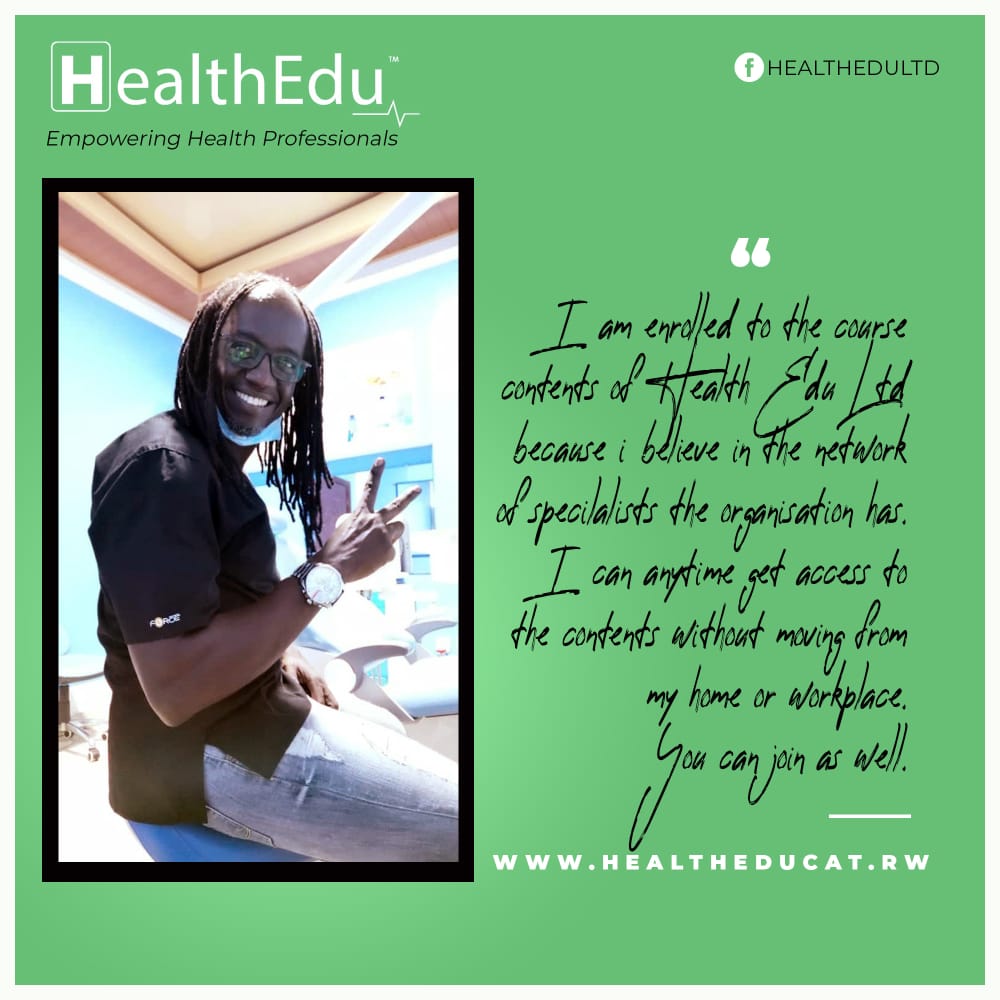 HealthEdu™
Empowering Health Professionals
HEALTHEDULTD
FORCE
“
I am enrolled to the course
contents of Health Edu Ltd
because i believe in the network
of specilalists the organisation has.
I can anytime get access to
the contents without moving from
my home or workplace.
You can join as well.
WWW.HEALTHEDUCAT.RW